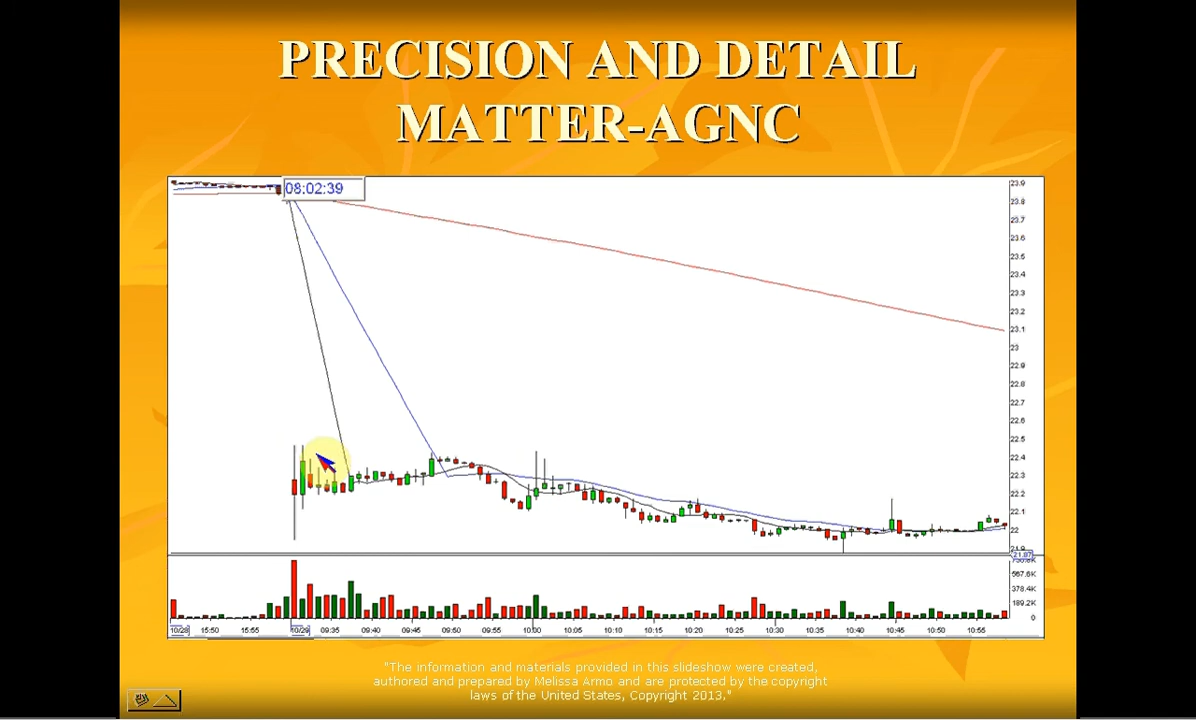 PRECISION AND DETAIL
MATTER-AGNC
08:02:39
23.9
23.8
23.7
23.6
23.5
23.4
23.3
23.2
23.1
23
22.9
22.8
22.7
22.6
22.5
22.4
22.3
22.2
22.1
22
21.9
21.87
567.6K
378.4K
189.2K
0
10/28 15:50 15:55 10/29 09:35 09:40 09:45 09:50 09:55 10:00 10:05 10:10 10:15 10:20 10:25 10:30 10:35 10:40 10:45 10:50 10:55
"The information and materials provided in this slideshow were created,
authored and prepared by Melissa Armo and are protected by the copyright
laws of the United States, Copyright 2013."